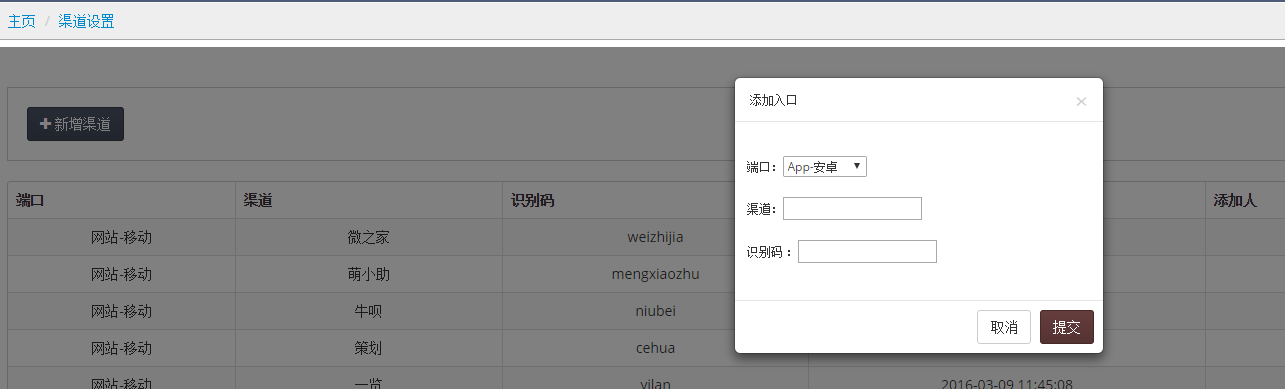 主页 / 渠道设置
添加入口 ×
新增渠道
端口： App-安卓
渠道：
识别码：
取消 提交
端口 渠道 识别码 添加人
网站-移动 微之家 weizhijia
网站-移动 萌小助 mengxiaozhu
网站-移动 牛呗 niubei
网站-移动 策划 cehua
网站-移动 一览 yilan 2016-03-09 11:45:08